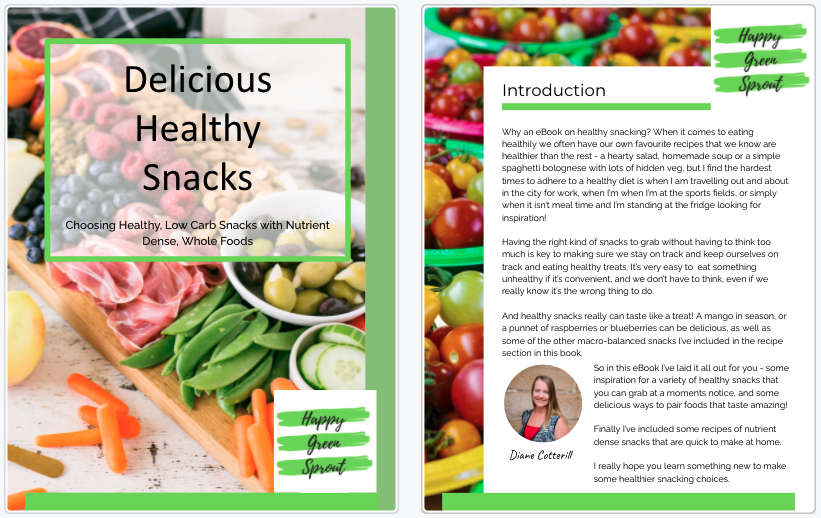 Delicious
Healthy
Snacks
Choosing Healthy, Low Carb Snacks with Nutrient
Dense, Whole Foods
Happy
Green
Sprout
Happy
Green
Sprout
Introduction
Why an eBook on healthy snacking? When it comes to eating
healthily we often have our own favourite recipes that we know are
healthier than the rest - a hearty salad, homemade soup or a simple
spaghetti bolognese with lots of hidden veg, but I find the hardest
times to adhere to a healthy diet is when I am travelling out and about
in the city for work, when I'm when I'm at the sports fields, or simply
when it isn't meal time and I'm standing at the fridge looking for
inspiration!
Having the right kind of snacks to grab without having to think too
much is key to making sure we stay on track and keep ourselves on
track and eating healthy treats. It's very easy to eat something
unhealthy if it's convenient, and we don't have to think, even if we
really know it's the wrong thing to do.
And healthy snacks really can taste like a treat! A mango in season, or
a punnet of raspberries or blueberries can be delicious, as well as
some of the other macro-balanced snacks I've included in the recipe
section in this book.
So in this eBook I've laid it all out for you - some
inspiration for a variety of healthy snacks that
you can grab at a moments notice, and some
delicious ways to pair foods that taste amazing!
Finally I've included some recipes of nutrient
dense snacks that are quick to make at home.
I really hope you learn something new to make
some healthier snacking choices.
Diane Cotterill